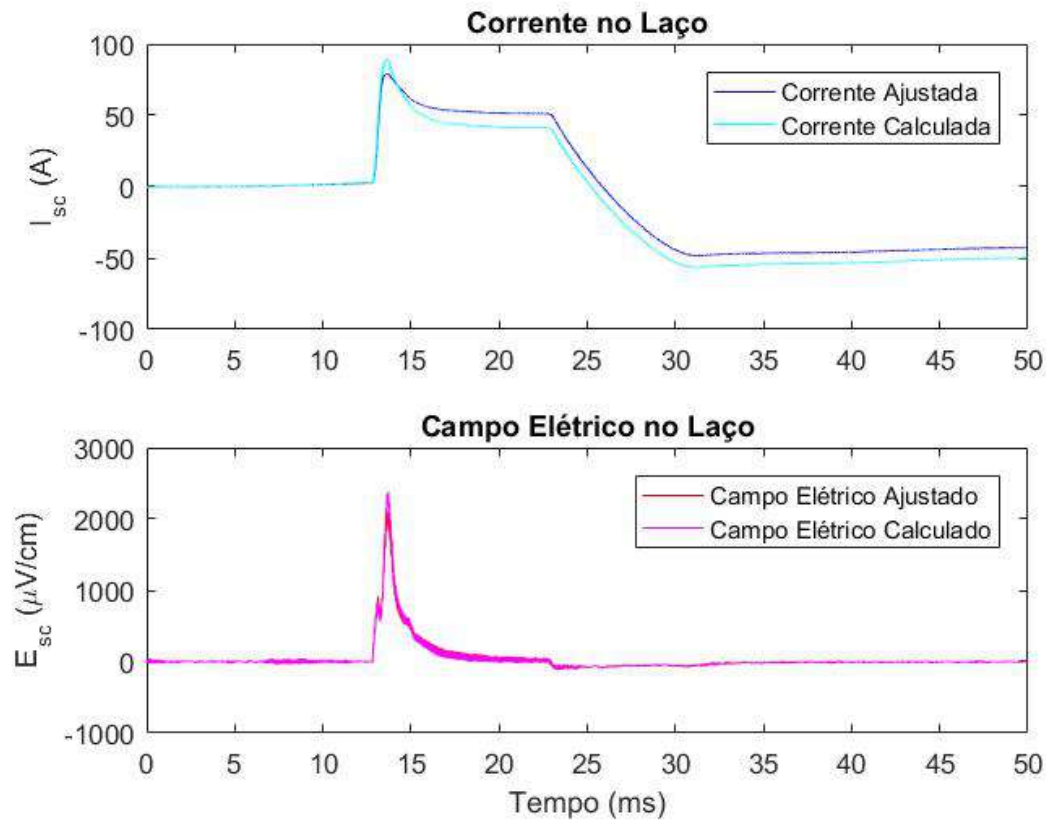 Corrente no Laço
100
50
0
-50
-100
I_sc (A)
Corrente Ajustada
Corrente Calculada
0 5 10 15 20 25 30 35 40 45 50
Campo Elétrico no Laço
3000
2000
1000
0
-1000
E_sc (μV/cm)
Campo Elétrico Ajustado
Campo Elétrico Calculado
0 5 10 15 20 25 30 35 40 45 50
Tempo (ms)